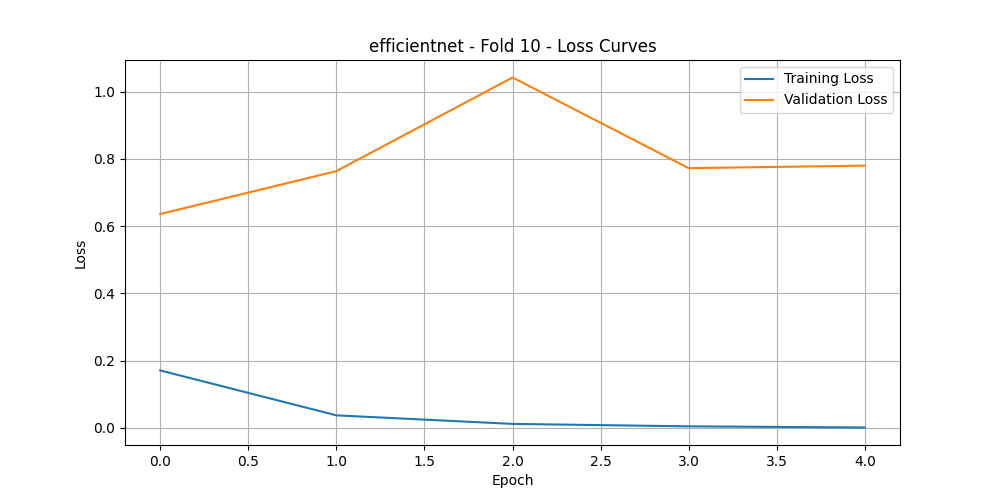 efficientnet - Fold 10 - Loss Curves
Training Loss
Validation Loss
1.0
0.8
0.6
0.4
0.2
0.0
Loss
0.0 0.5 1.0 1.5 2.0 2.5 3.0 3.5 4.0
Epoch